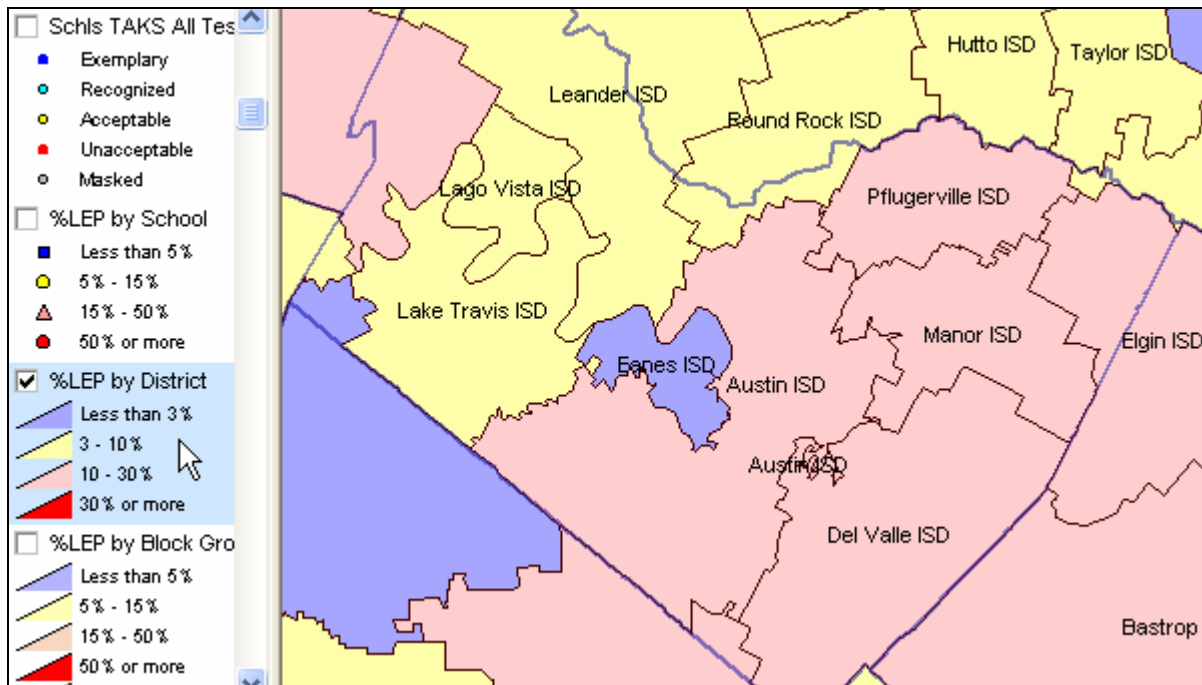 Schls TAKS All Tes
Exemplary
Recognized
Acceptable
Unacceptable
Masked
%LEP by School
Less than 5%
5% - 15%
15% - 50%
50% or more
%LEP by District
Less than 3%
3 - 10%
10 - 30%
30% or more
%LEP by Block Gro
Less than 5%
5% - 15%
15% - 50%
50% or more
Hutto ISD
Taylor ISD
Leander ISD
Round Rock ISD
Lago Vista ISD
Pflugerville ISD
Lake Travis ISD
Manor ISD
Elgin ISD
Eanes ISD
Austin ISD
Austin ISD
Del Valle ISD
Bastrop